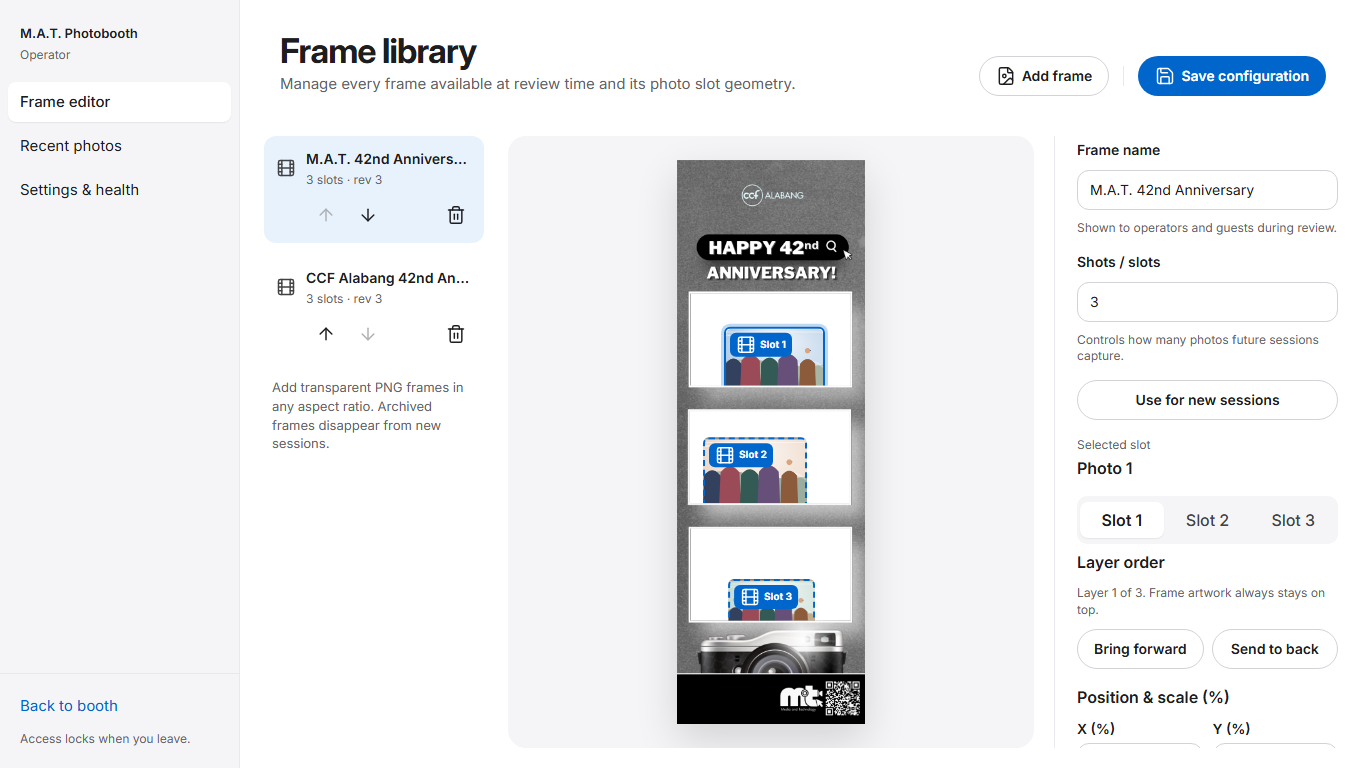 M.A.T. Photobooth
Operator
Frame editor
Recent photos
Settings & health
Back to booth
Access locks when you leave.
Frame library
Manage every frame available at review time and its photo slot geometry.
Add frame
Save configuration
M.A.T. 42nd Annivers...
3 slots · rev 3
CCF Alabang 42nd An...
3 slots · rev 3
Add transparent PNG frames in
any aspect ratio. Archived
frames disappear from new
sessions.
ccf ALABANG
HAPPY 42nd
ANNIVERSARY!
Slot 1
Slot 2
Slot 3
mt
Media and Technology
Frame name
M.A.T. 42nd Anniversary
Shown to operators and guests during review.
Shots / slots
3
Controls how many photos future sessions
capture.
Use for new sessions
Selected slot
Photo 1
Slot 1 Slot 2 Slot 3
Layer order
Layer 1 of 3. Frame artwork always stays on
top.
Bring forward Send to back
Position & scale (%)
X (%) Y (%)